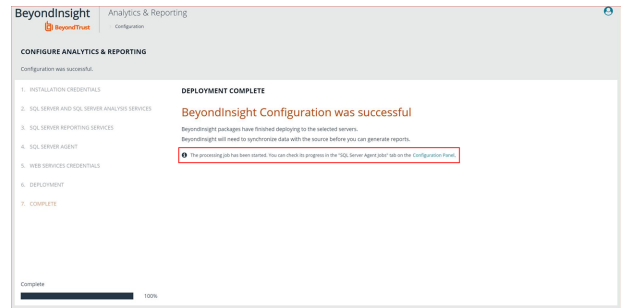 BeyondInsight
Analytics & Reporting
BeyondTrust
Configuration
CONFIGURE ANALYTICS & REPORTING
Configuration was successful.
1. INSTALLATION CREDENTIALS
2. SQL SERVER AND SQL SERVER ANALYSIS SERVICES
3. SQL SERVER REPORTING SERVICES
4. SQL SERVER AGENT
5. WEB SERVICES CREDENTIALS
6. DEPLOYMENT
7. COMPLETE
DEPLOYMENT COMPLETE
BeyondInsight Configuration was successful
BeyondInsight packages have finished deploying to the selected servers.
BeyondInsight will need to synchronize data with the source before you can generate reports.
The processing job has been started. You can check its progress in the "SQL Server Agent Jobs" tab on the Configuration Panel.
Complete
100%